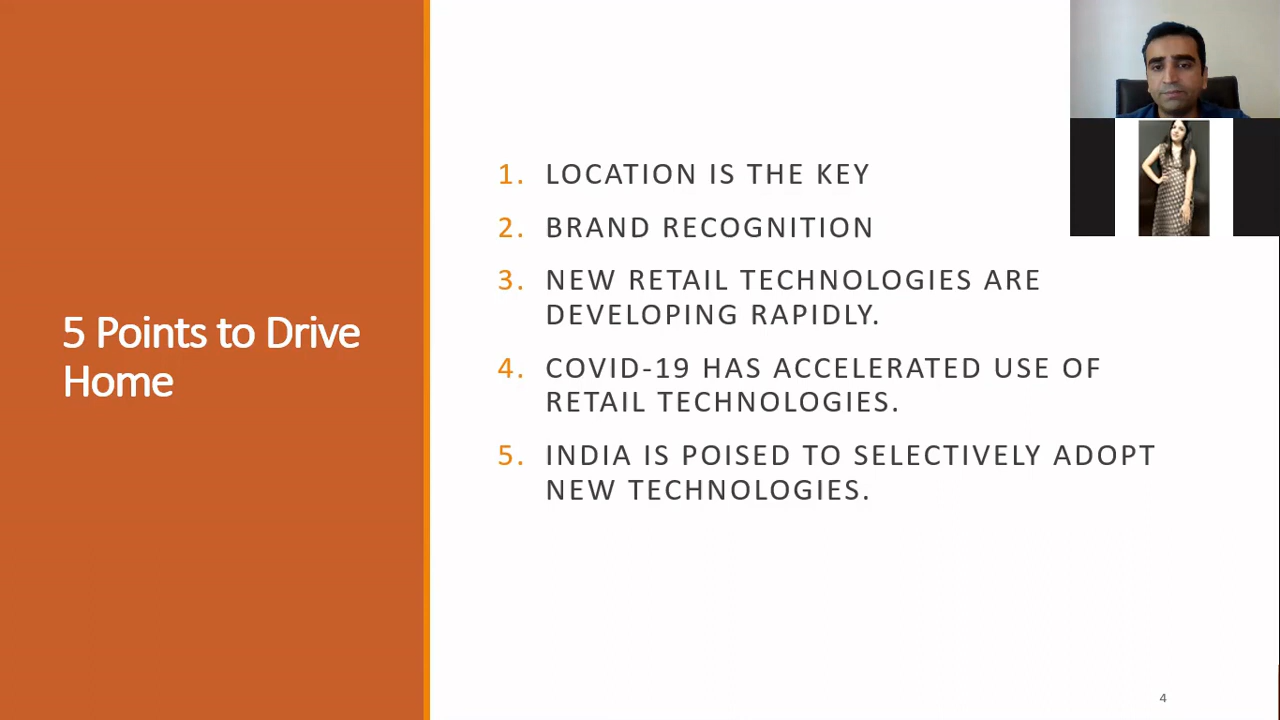 5 Points to Drive
Home
1. LOCATION IS THE KEY
2. BRAND RECOGNITION
3. NEW RETAIL TECHNOLOGIES ARE
DEVELOPING RAPIDLY.
4. COVID-19 HAS ACCELERATED USE OF
RETAIL TECHNOLOGIES.
5. INDIA IS POISED TO SELECTIVELY ADOPT
NEW TECHNOLOGIES.
4